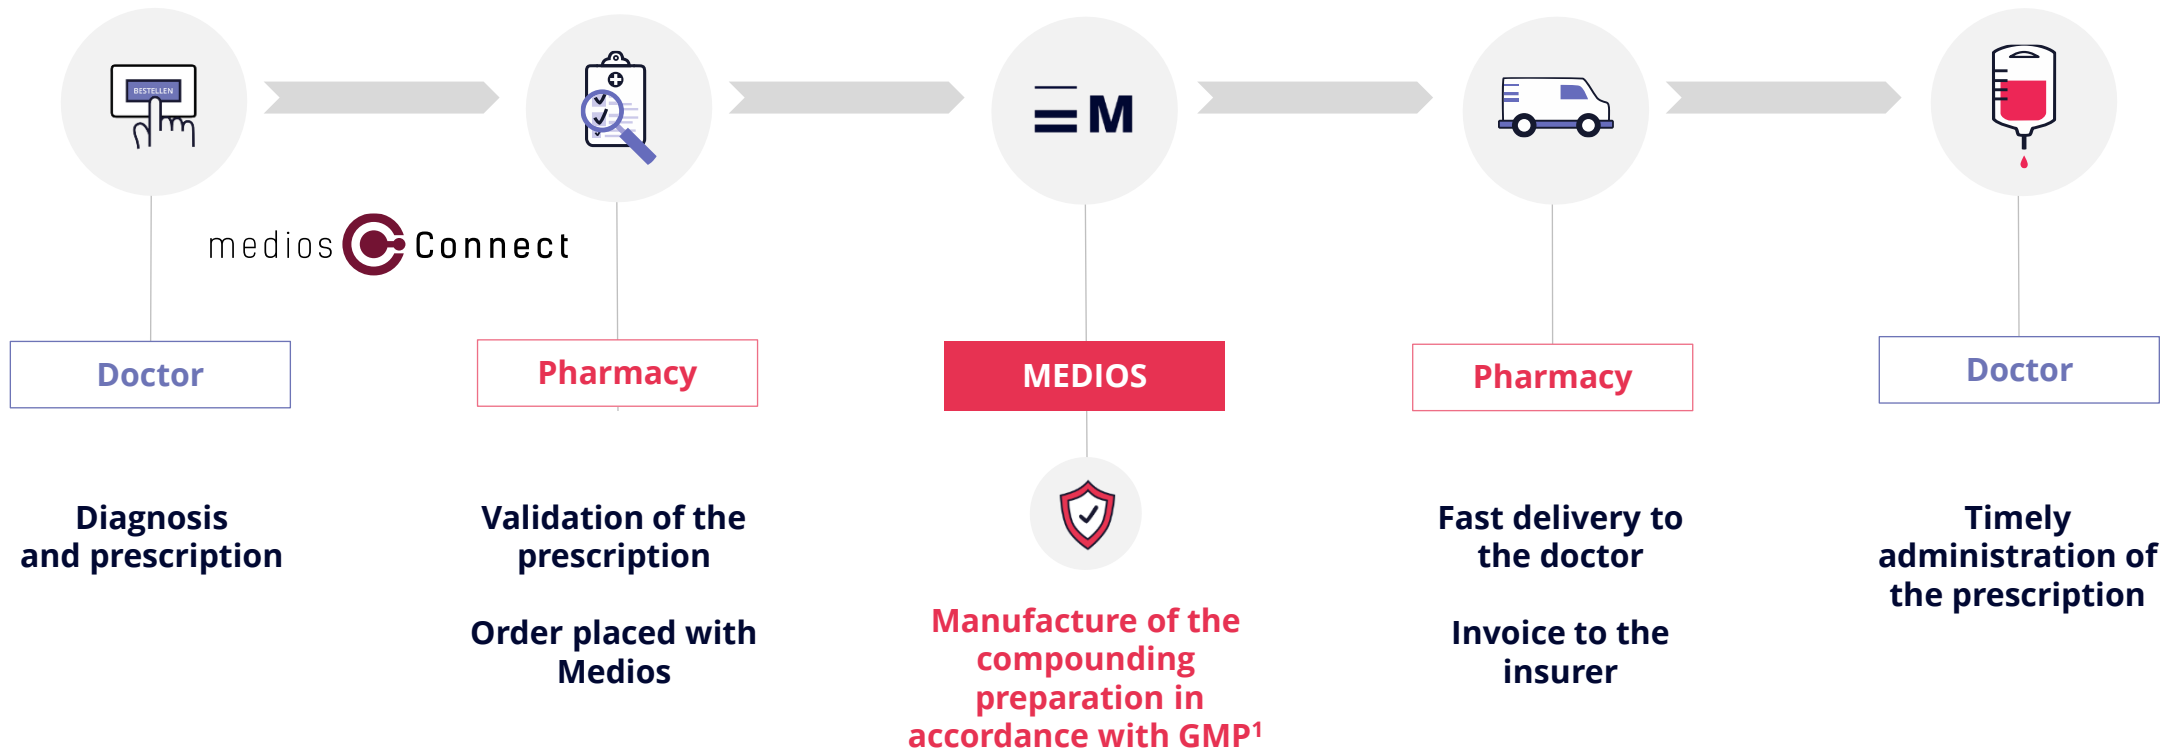 BESTELLEN
M
medios Connect
Doctor
Pharmacy
MEDIOS
Pharmacy
Doctor
Diagnosis
and prescription
Validation of the
prescription
Order placed with
Medios
Manufacture of the
compounding
preparation in
accordance with GMP¹
Fast delivery to
the doctor
Invoice to the
insurer
Timely
administration of
the prescription